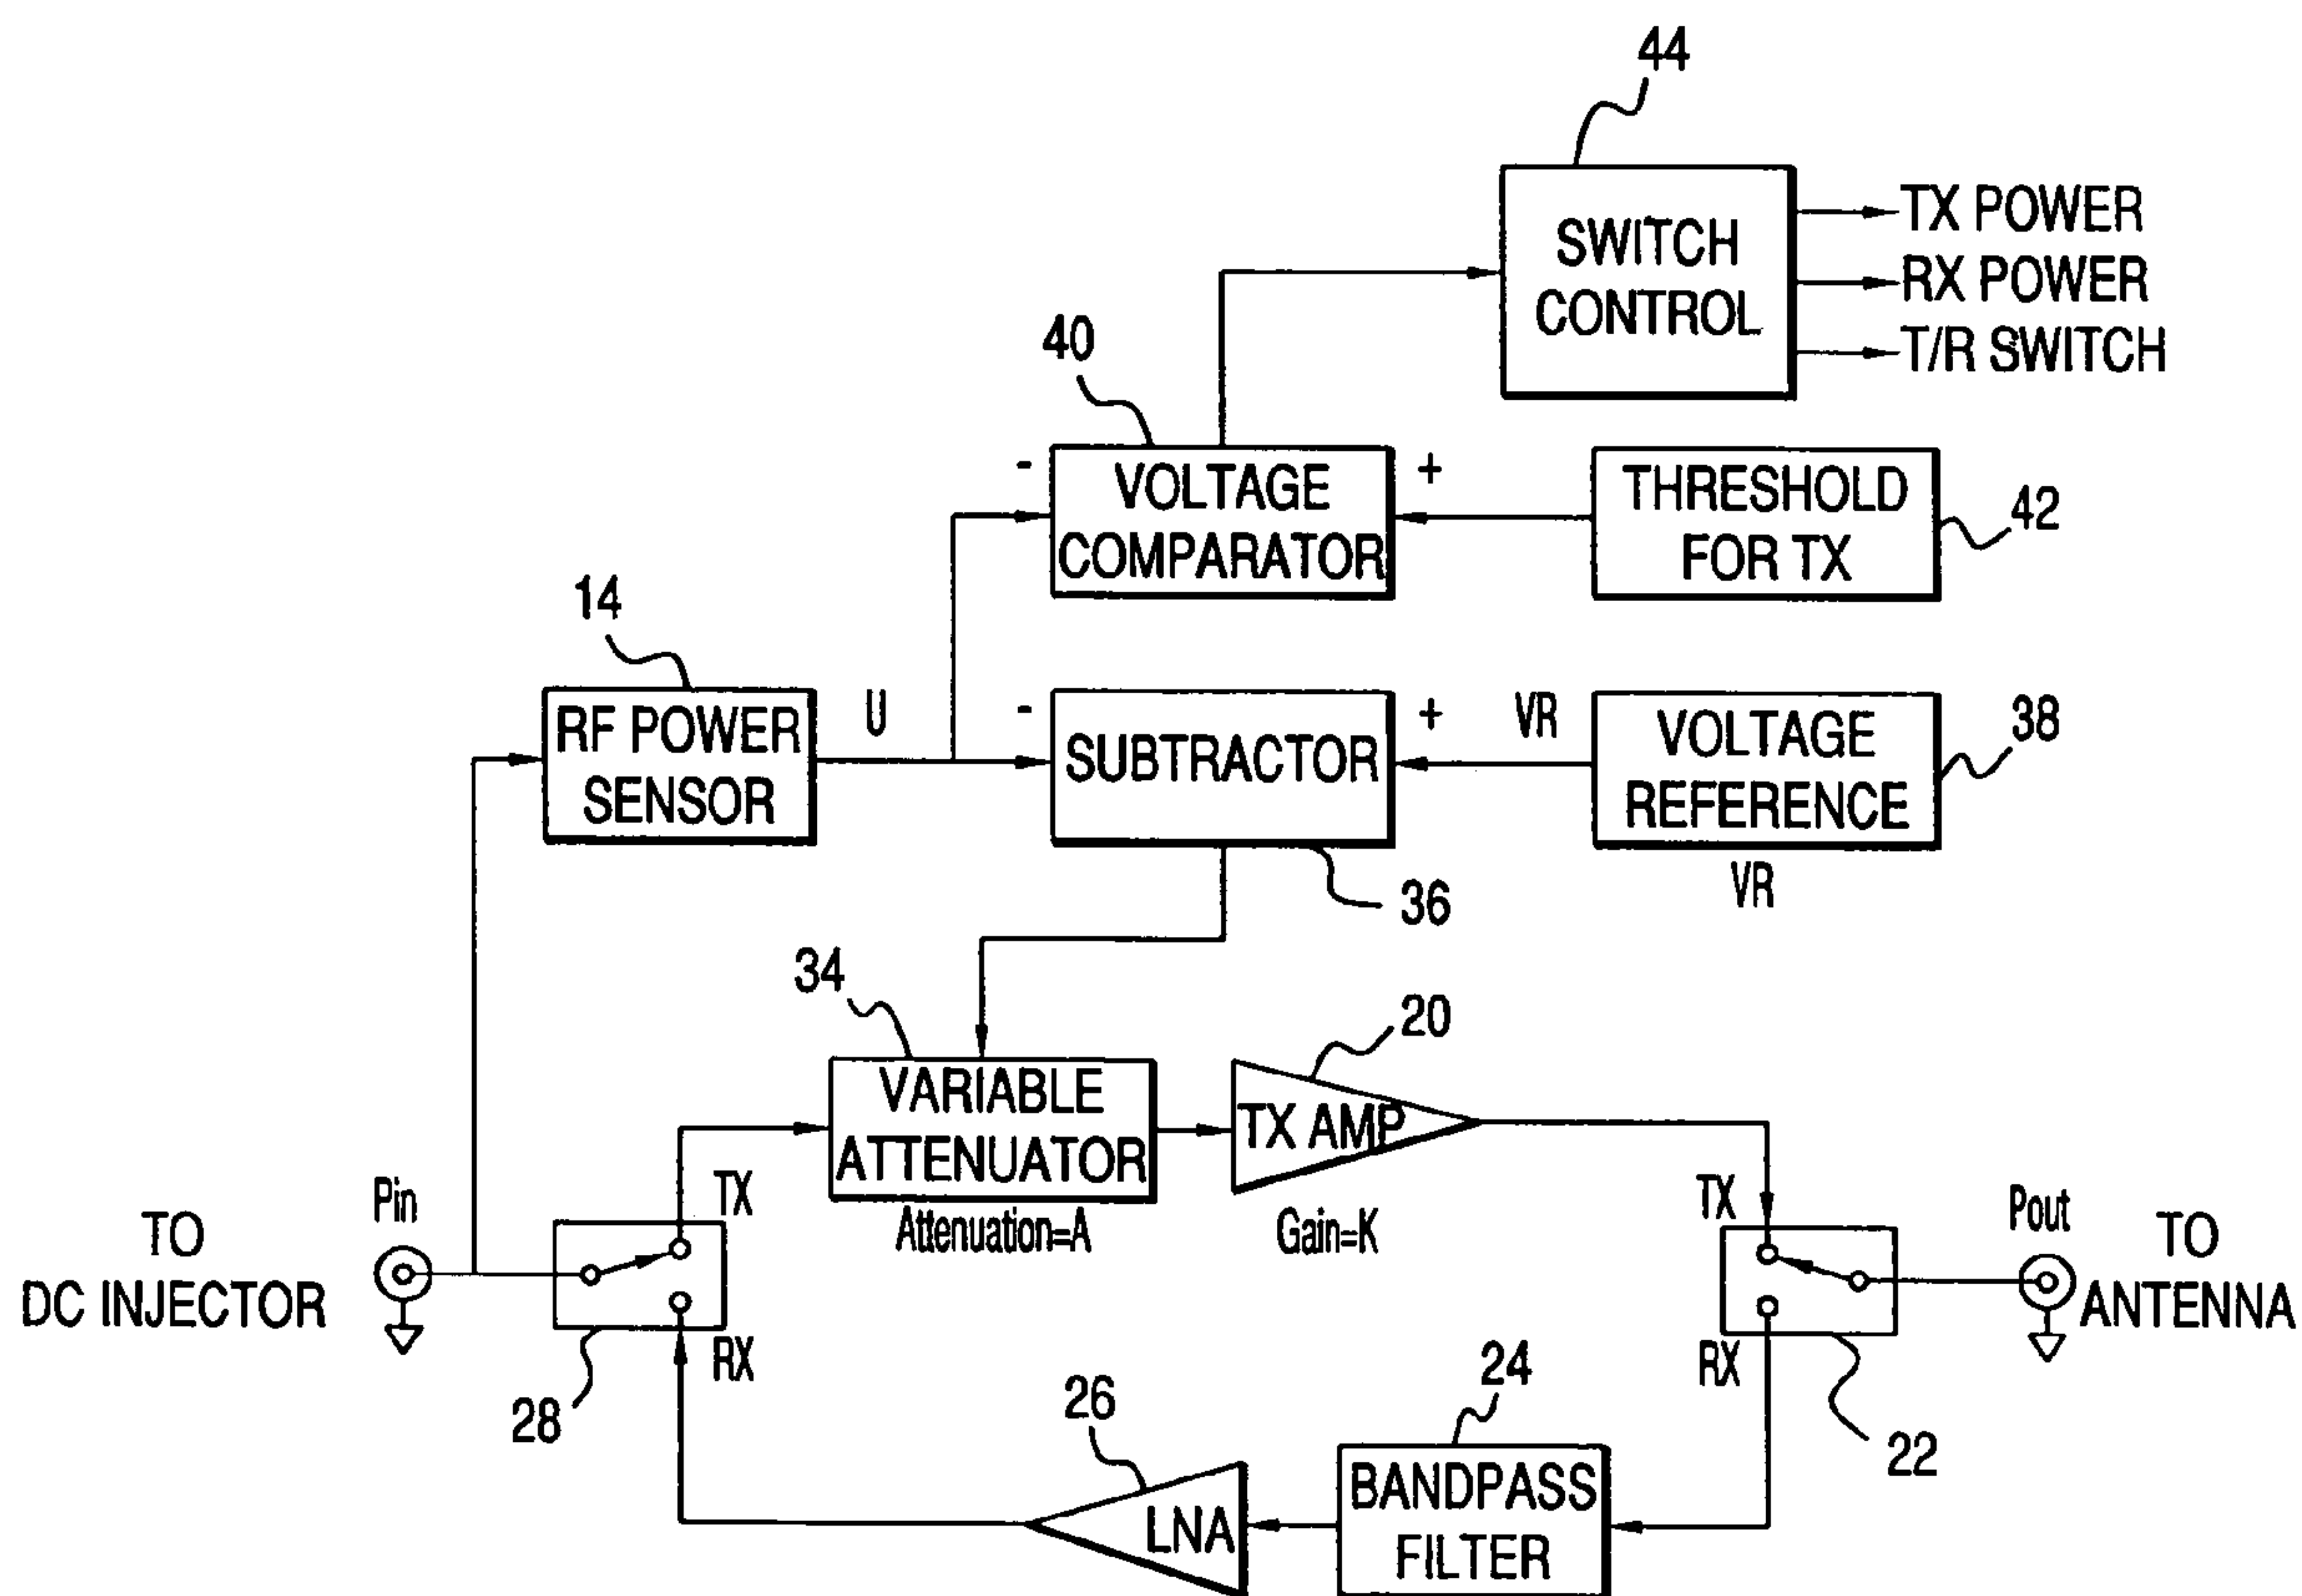 44
SWITCH
CONTROL
TX POWER
RX POWER
T/R SWITCH
40
-
VOLTAGE
COMPARATOR
+
THRESHOLD
FOR TX
42
14
RF POWER
SENSOR
U
-
SUBTRACTOR
+
VR
VOLTAGE
REFERENCE
38
VR
36
34
VARIABLE
ATTENUATOR
Attenuation=A
20
TX AMP
Gain=K
Pin
TO
DC INJECTOR
TX
RX
28
TX
RX
22
Pout
TO
ANTENNA
26
LNA
24
BANDPASS
FILTER